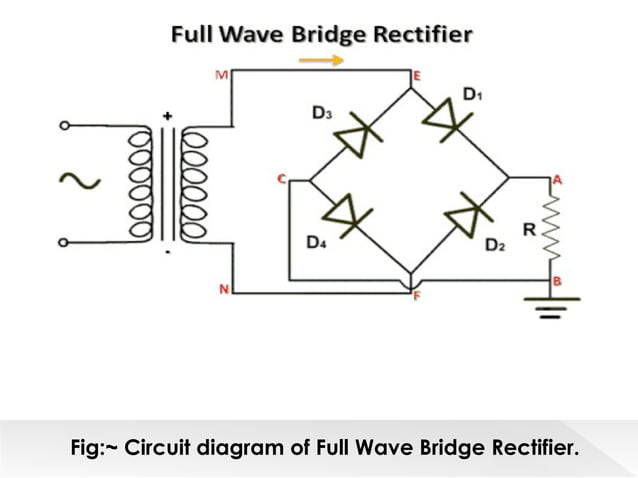 Full Wave Bridge Rectifier
M
E
D1
+
D3
C
A
R
D4
D2
-
B
N
F
Fig:~ Circuit diagram of Full Wave Bridge Rectifier.